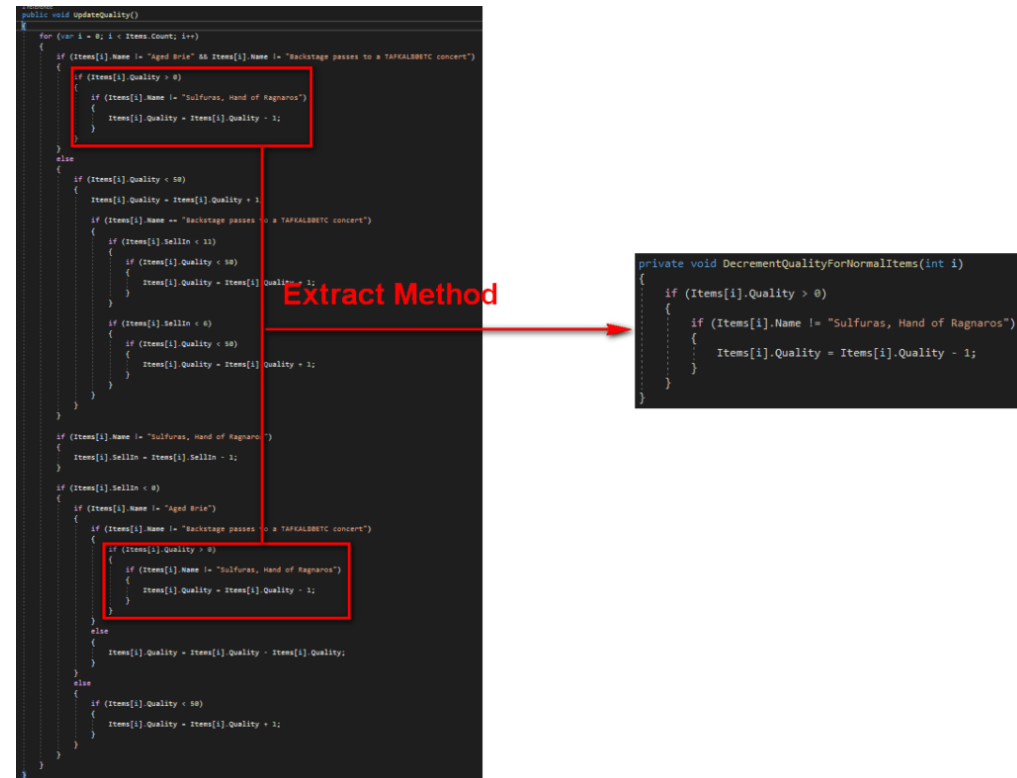 1 reference
public void UpdateQuality()
{
for (var i = 0; i < Items.Count; i++)
{
if (Items[i].Name != "Aged Brie" && Items[i].Name != "Backstage passes to a TAFKAL80ETC concert")
{
if (Items[i].Quality > 0)
{
if (Items[i].Name != "Sulfuras, Hand of Ragnaros")
{
Items[i].Quality = Items[i].Quality - 1;
}
}
}
else
{
if (Items[i].Quality < 50)
{
Items[i].Quality = Items[i].Quality + 1
if (Items[i].Name == "Backstage passes to a TAFKAL80ETC concert")
{
if (Items[i].SellIn < 11)
{
if (Items[i].Quality < 50)
{
Items[i].Quality = Items[i].Quality + 1;
}
}
if (Items[i].SellIn < 6)
{
if (Items[i].Quality < 50)
{
Items[i].Quality = Items[i].Quality + 1;
}
}
}
}
}
if (Items[i].Name != "Sulfuras, Hand of Ragnaros")
{
Items[i].SellIn = Items[i].SellIn - 1;
}
if (Items[i].SellIn < 0)
{
if (Items[i].Name != "Aged Brie")
{
if (Items[i].Name != "Backstage passes to a TAFKAL80ETC concert")
{
if (Items[i].Quality > 0)
{
if (Items[i].Name != "Sulfuras, Hand of Ragnaros")
{
Items[i].Quality = Items[i].Quality - 1;
}
}
}
else
{
Items[i].Quality = Items[i].Quality - Items[i].Quality;
}
}
else
{
if (Items[i].Quality < 50)
{
Items[i].Quality = Items[i].Quality + 1;
}
}
}
}
}
Extract Method
private void DecrementQualityForNormalItems(int i)
{
if (Items[i].Quality > 0)
{
if (Items[i].Name != "Sulfuras, Hand of Ragnaros")
{
Items[i].Quality = Items[i].Quality - 1;
}
}
}